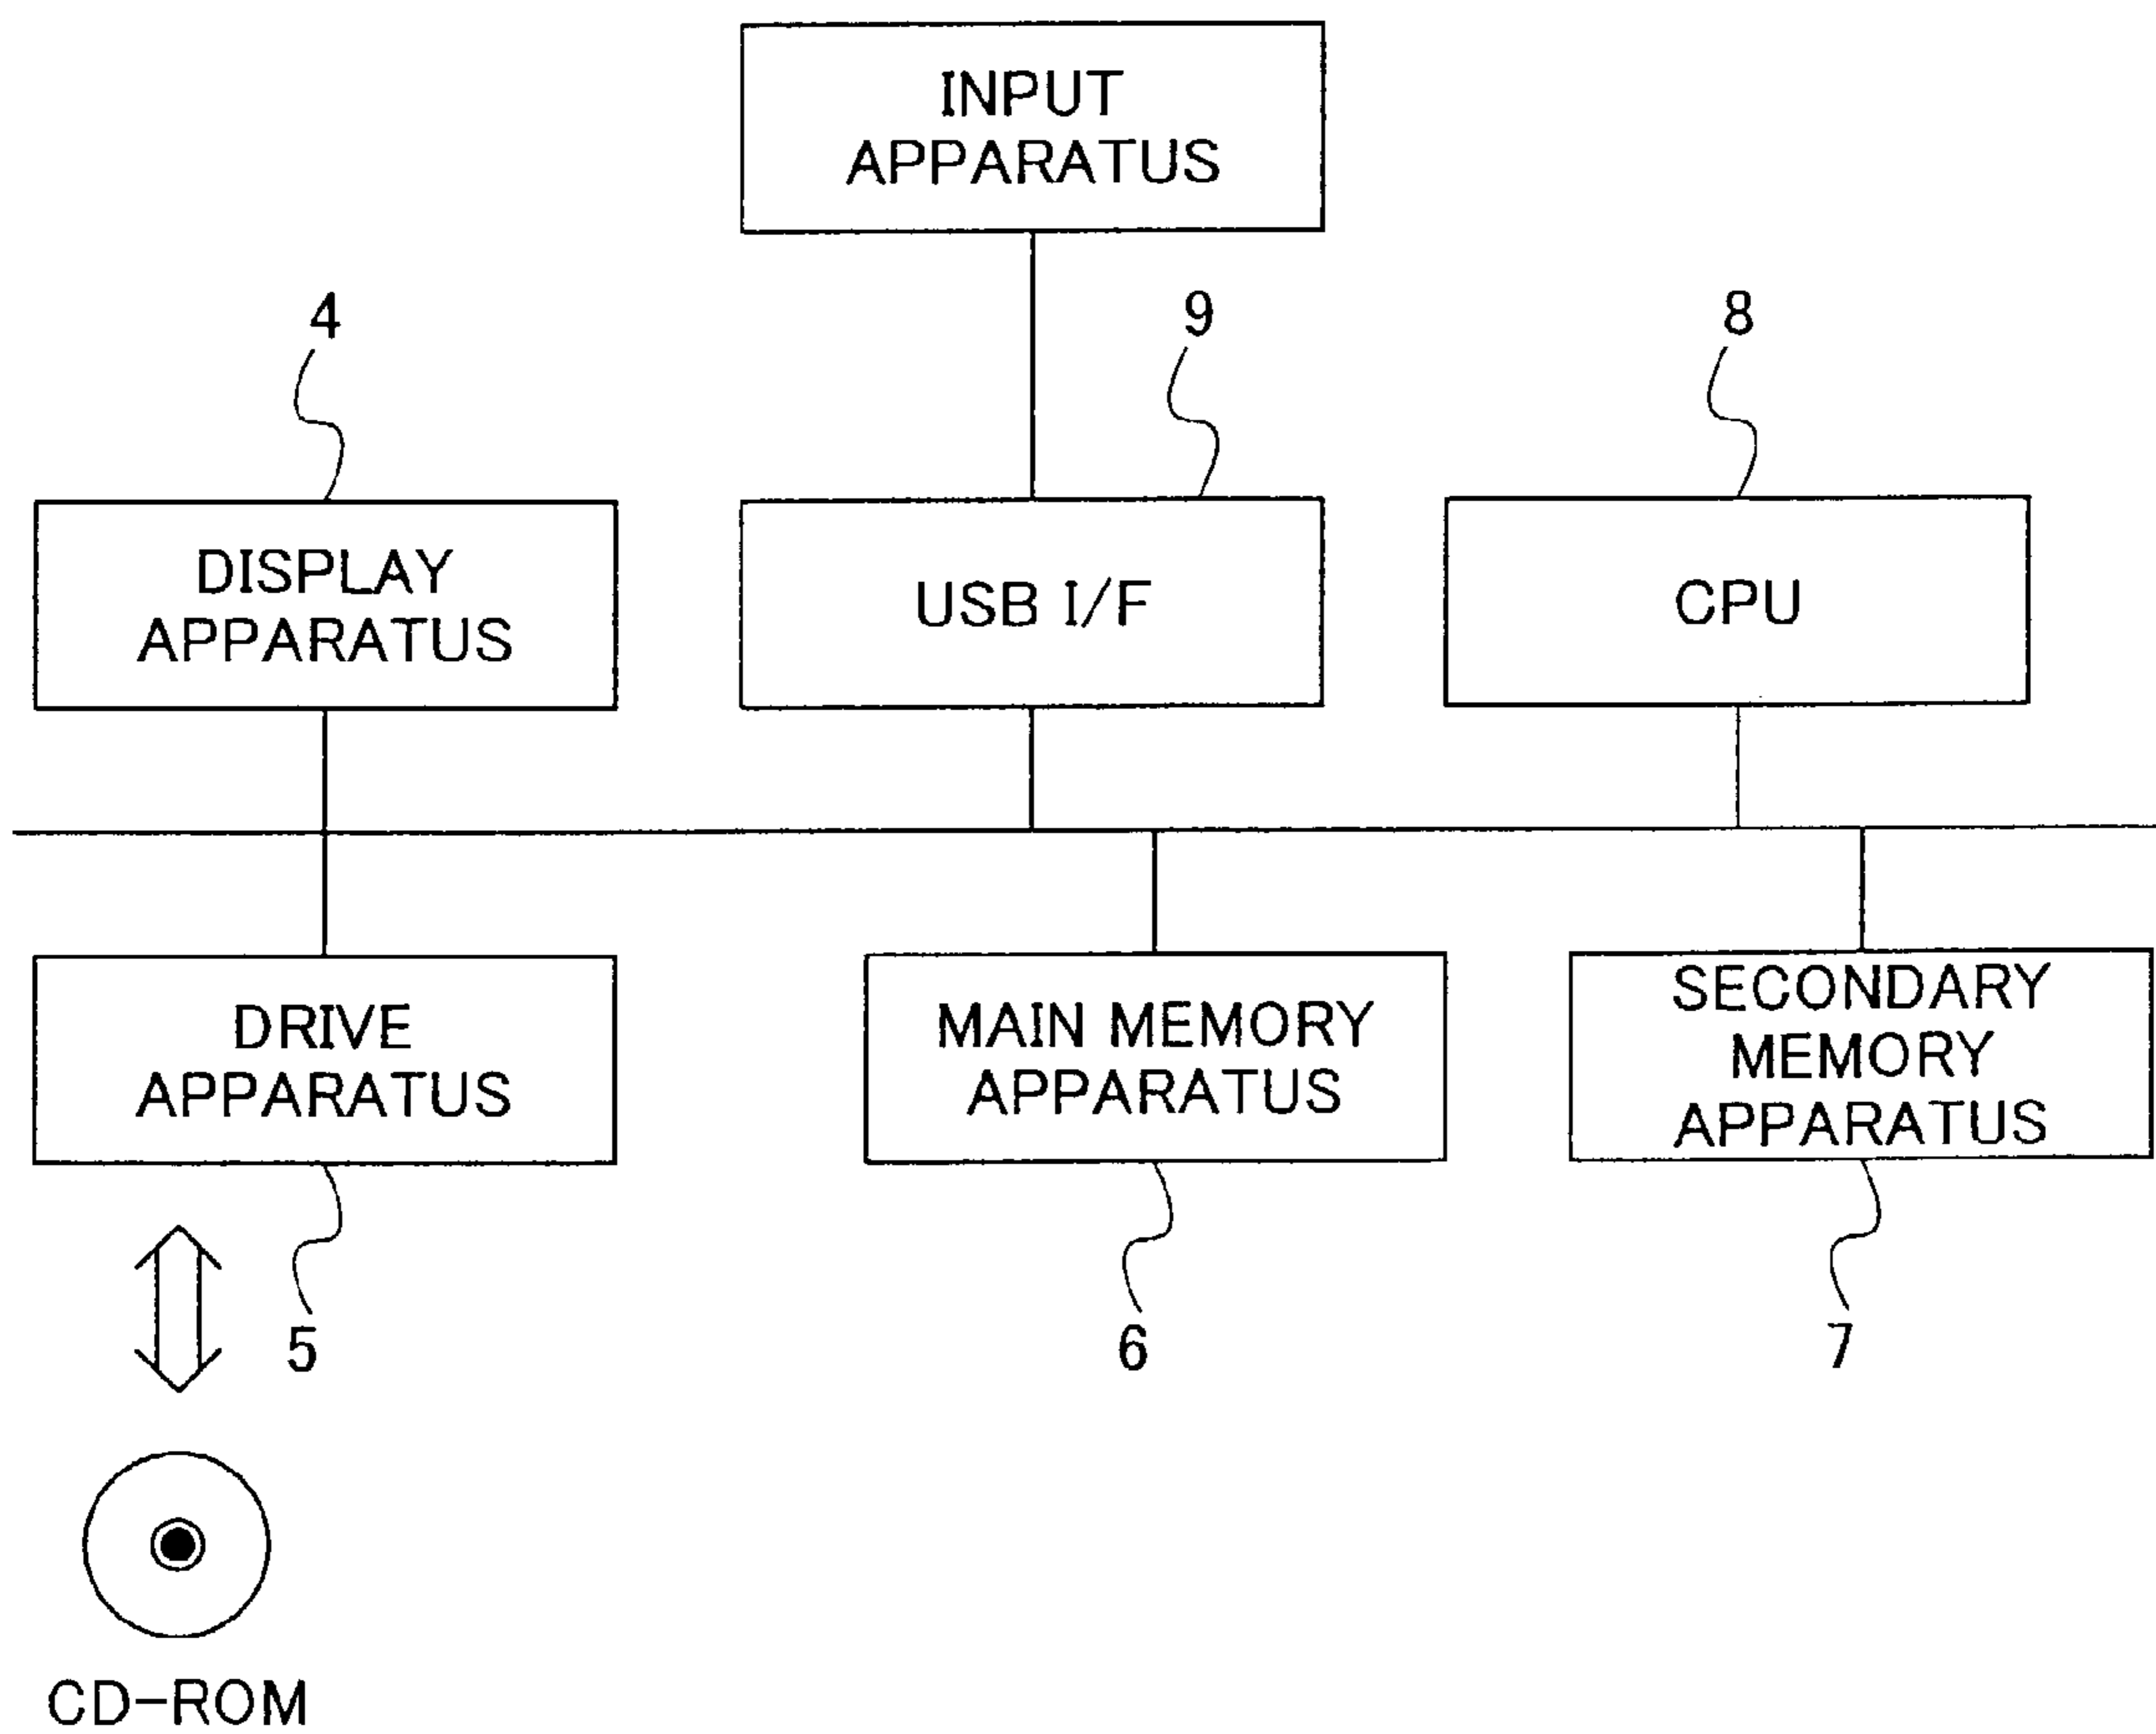 INPUT
APPARATUS
4
9
8
DISPLAY
APPARATUS
USB I/F
CPU
DRIVE
APPARATUS
MAIN MEMORY
APPARATUS
SECONDARY
MEMORY
APPARATUS
5
6
7
CD-ROM